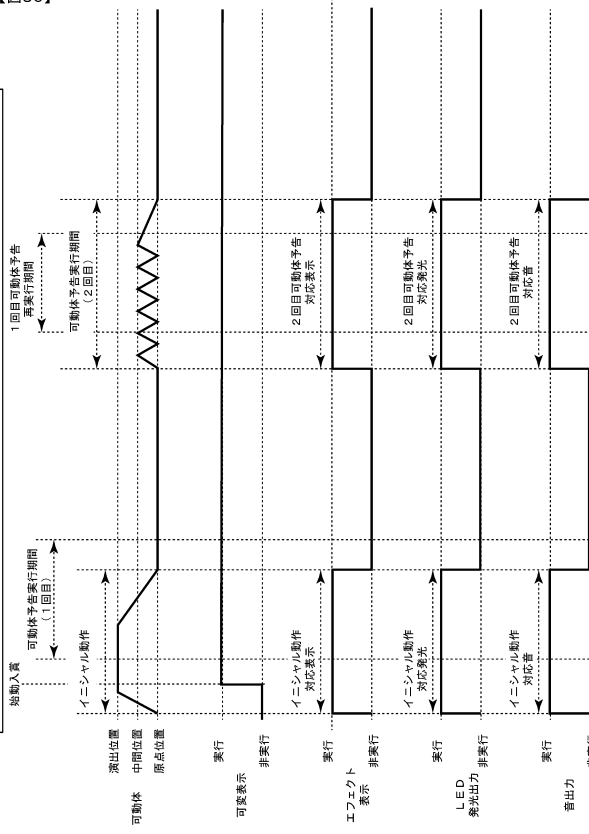 始動入賞
可動体予告実行期間
(1回目)
1回目可動体予告
再実行期間
可動体予告実行期間
(2回目)
イニシャル動作
可動体
演出位置
中間位置
原点位置
可変表示
実行
非実行
エフェクト
表示
実行
非実行
イニシャル動作
対応表示
2回目可動体予告
対応表示
LED
発光出力
実行
非実行
イニシャル動作
対応発光
2回目可動体予告
対応発光
音出力
実行
イニシャル動作
対応音
2回目可動体予告
対応音